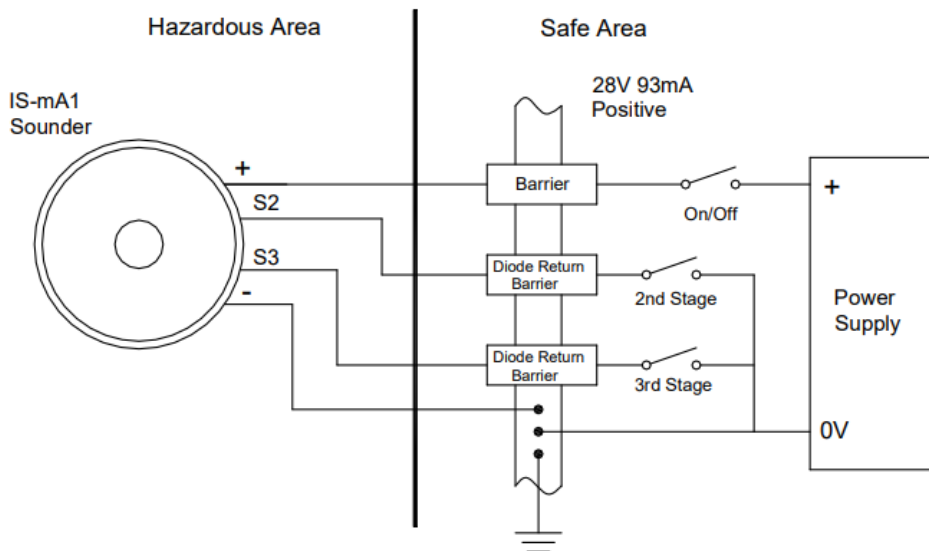 Hazardous Area
Safe Area
28V 93mA
Positive
IS-mA1
Sounder
+
Barrier
+
On/Off
S2
Diode Return
Barrier
2nd Stage
S3
-
Power
Supply
Diode Return
Barrier
3rd Stage
0V